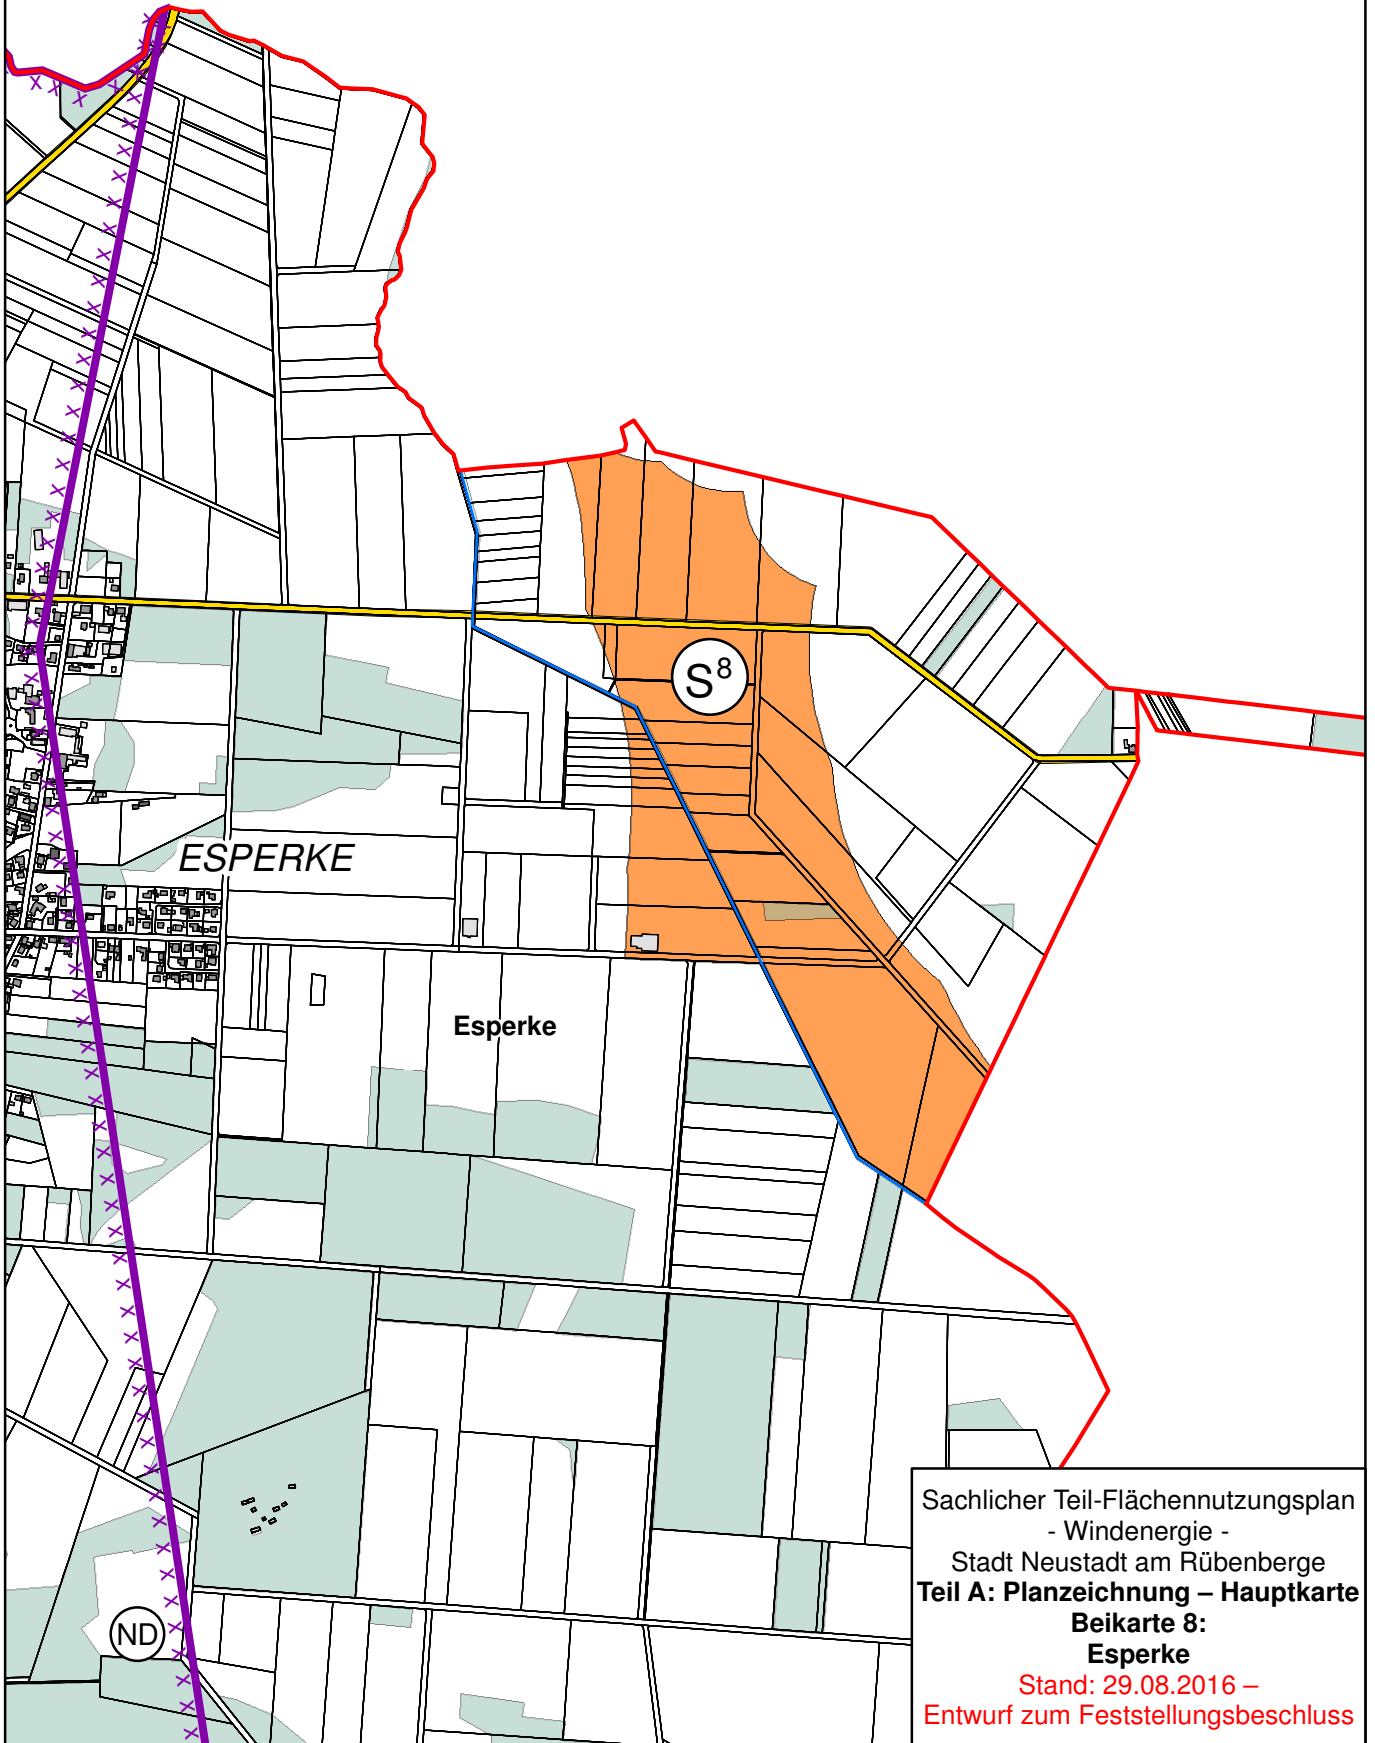 S⁸
ESPERKE
Esperke
ND
Sachlicher Teil-Flächennutzungsplan
- Windenergie -
Stadt Neustadt am Rübenberge
Teil A: Planzeichnung – Hauptkarte
Beikarte 8:
Esperke
Stand: 29.08.2016 –
Entwurf zum Feststellungsbeschluss